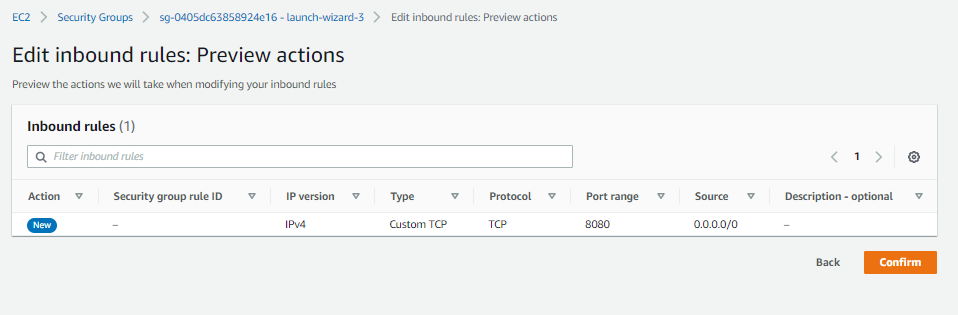 EC2 > Security Groups > sg-0405dc63858924e16 - launch-wizard-3 > Edit inbound rules: Preview actions
Edit inbound rules: Preview actions
Preview the actions we will take when modifying your inbound rules
Inbound rules (1)
Filter inbound rules
< 1 >
Action Security group rule ID IP version Type Protocol Port range Source Description - optional
New – IPv4 Custom TCP TCP 8080 0.0.0.0/0 –
Back Confirm